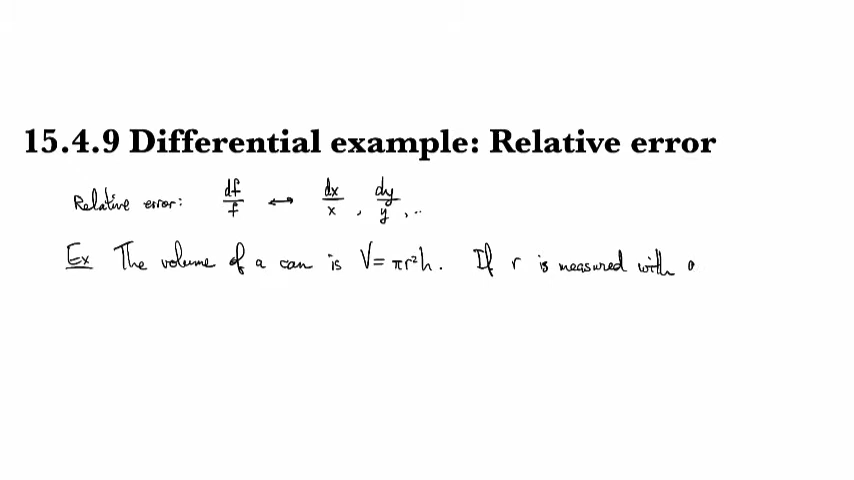 15.4.9 Differential example: Relative error
Relative error: df/f ↔ dx/x, dy/y, ..
Ex The volume of a can is V=πr²h. If r is measured with o